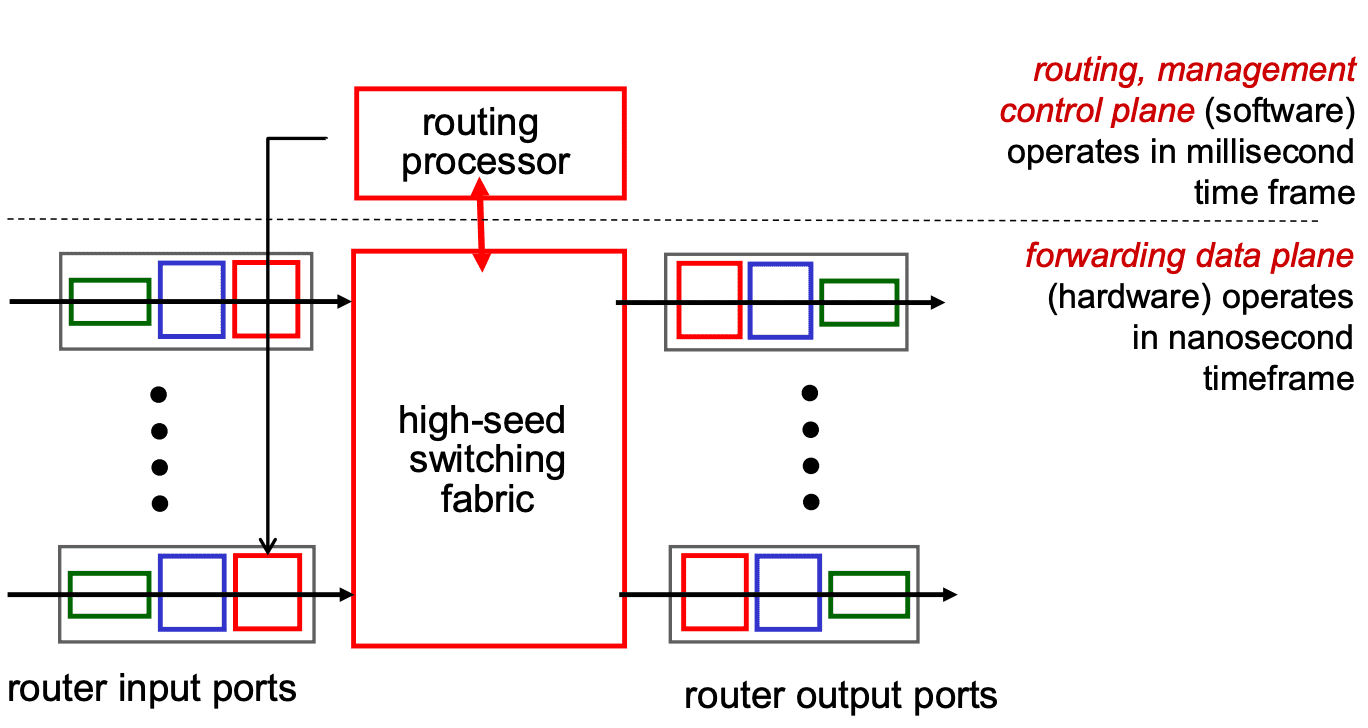 routing, management
control plane (software)
operates in millisecond
time frame
routing
processor
forwarding data plane
(hardware) operates
in nanosecond
timeframe
high-seed
switching
fabric
router input ports
router output ports